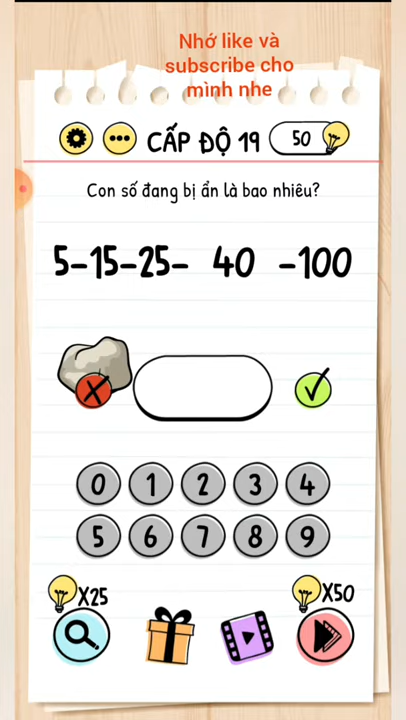 Nhớ like và
subscribe cho
mình nhe
CẤP ĐỘ 19
50
Con số đang bị ẩn là bao nhiêu?
5-15-25- 40 -100
0 1 2 3 4
5 6 7 8 9
X25
X50